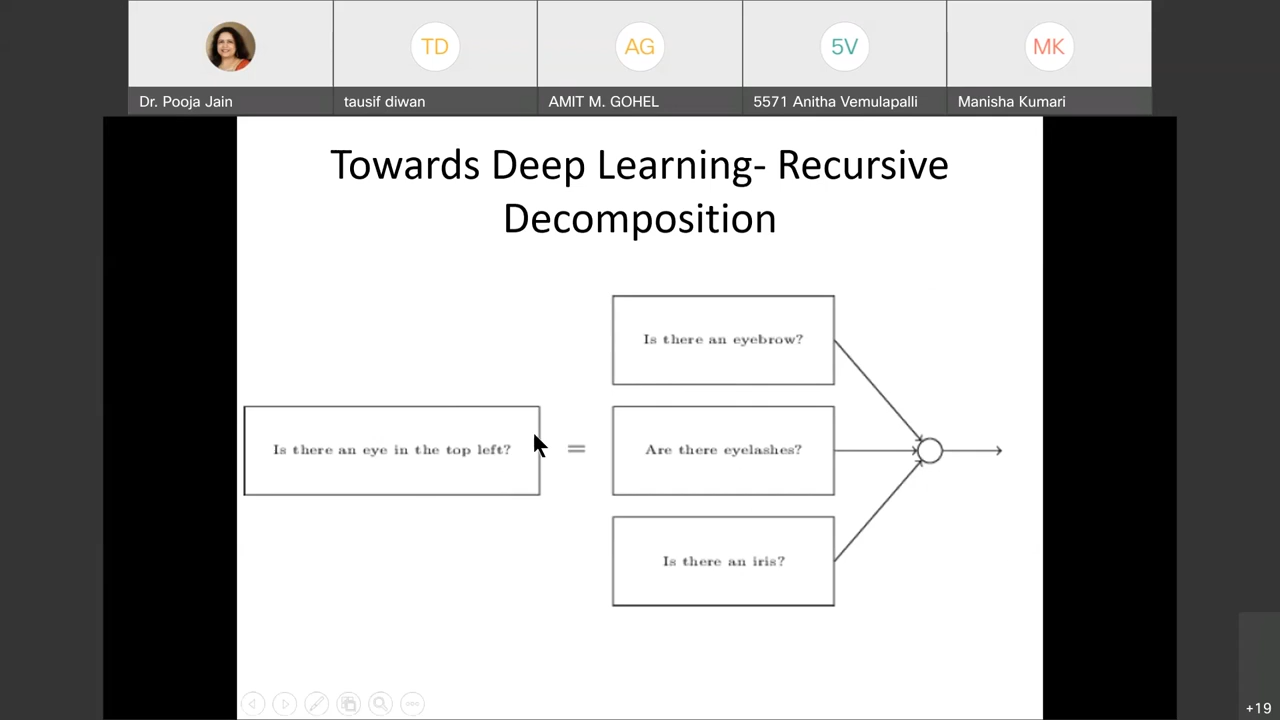 TD
AG
5V
MK
Dr. Pooja Jain
tausif diwan
AMIT M. GOHEL
5571 Anitha Vemulapalli
Manisha Kumari
Towards Deep Learning- Recursive
Decomposition
Is there an eye in the top left?
=
Is there an eyebrow?
Are there eyelashes?
Is there an iris?
+19